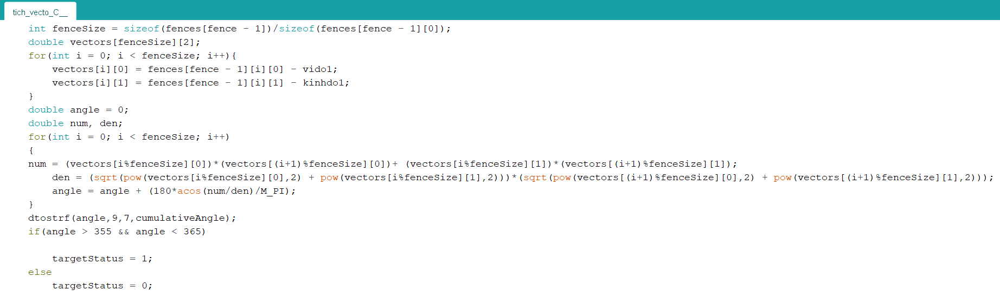 tich_vecto_C__
int fenceSize = sizeof(fences[fence - 1])/sizeof(fences[fence - 1][0]);
double vectors[fenceSize][2];
for(int i = 0; i < fenceSize; i++){
vectors[i][0] = fences[fence - 1][i][0] - vido1;
vectors[i][1] = fences[fence - 1][i][1] - kinhdo1;
}
double angle = 0;
double num, den;
for(int i = 0; i < fenceSize; i++)
{
num = (vectors[i%fenceSize][0])*(vectors[(i+1)%fenceSize][0])+ (vectors[i%fenceSize][1])*(vectors[(i+1)%fenceSize][1]);
den = (sqrt(pow(vectors[i%fenceSize][0],2) + pow(vectors[i%fenceSize][1],2)))*(sqrt(pow(vectors[(i+1)%fenceSize][0],2) + pow(vectors[(i+1)%fenceSize][1],2)));
angle = angle + (180*acos(num/den)/M_PI);
}
dtostrf(angle,9,7,cumulativeAngle);
if(angle > 355 && angle < 365)
targetStatus = 1;
else
targetStatus = 0;